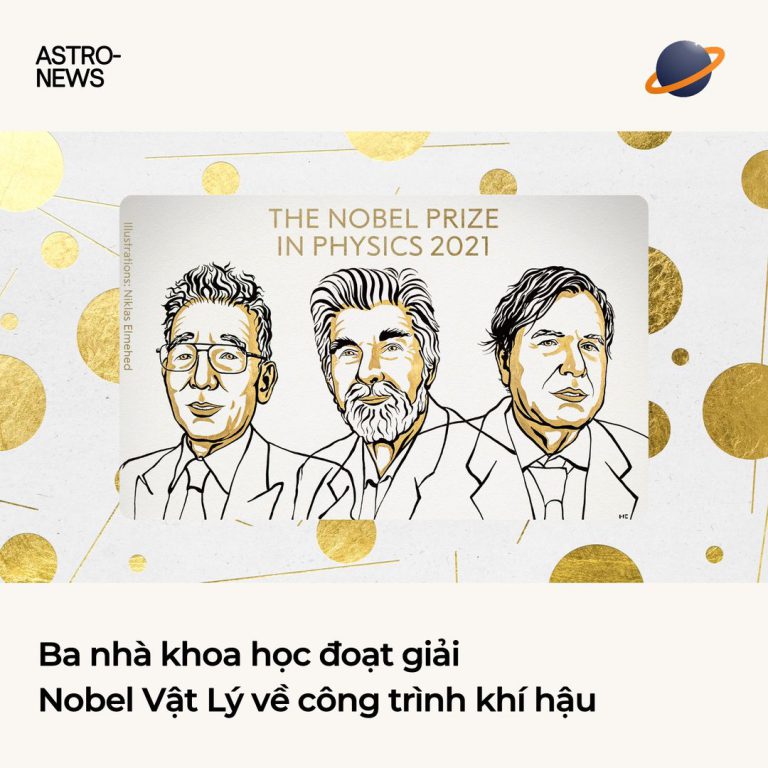 ASTRO-
NEWS
THE NOBEL PRIZE
IN PHYSICS 2021
Illustrations: Niklas Elmehed
Ba nhà khoa học đoạt giải
Nobel Vật Lý về công trình khí hậu